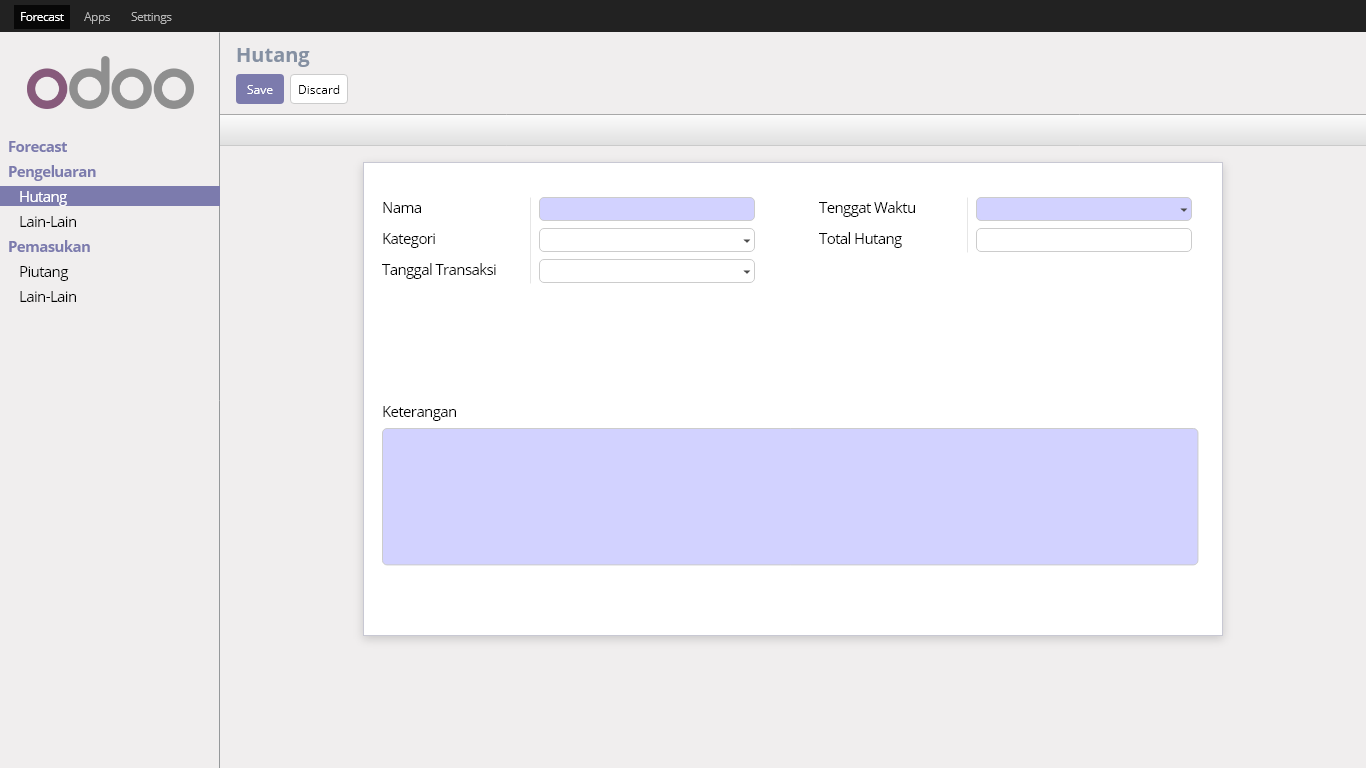 Forecast Apps Settings
odoo
Forecast
Pengeluaran
Hutang
Lain-Lain
Pemasukan
Piutang
Lain-Lain
Hutang
Save Discard
Nama Tenggat Waktu
Kategori Total Hutang
Tanggal Transaksi
Keterangan